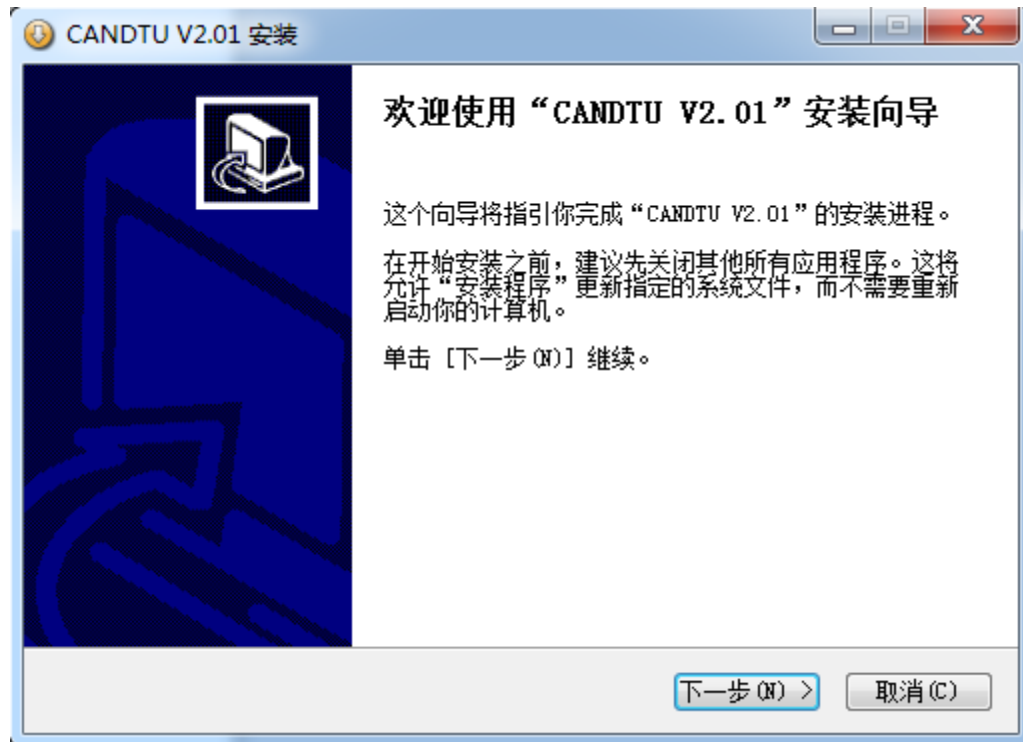 CANDTU V2.01 安装
欢迎使用“CANDTU V2.01”安装向导
这个向导将指引你完成“CANDTU V2.01”的安装进程。
在开始安装之前，建议先关闭其他所有应用程序。这将
允许“安装程序”更新指定的系统文件，而不需要重新
启动你的计算机。
单击 [下一步(N)] 继续。
下一步(N) >
取消(C)